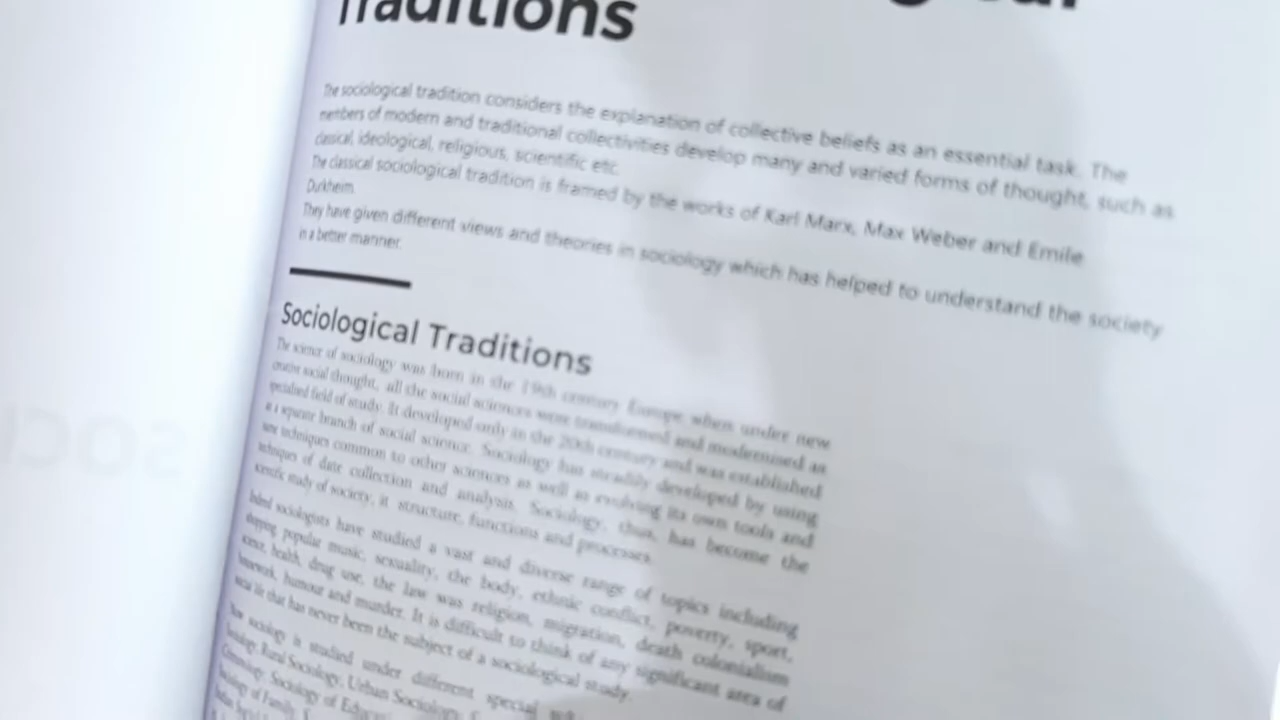 Traditions
The sociological tradition considers the explanation of collective beliefs as an essential task. The
members of modern and traditional collectivities develop many and varied forms of thought, such as
classical, ideological, religious, scientific etc.
The classical sociological tradition is framed by the works of Karl Marx, Max Weber and Emile
Durkheim.
They have given different views and theories in sociology which has helped to understand the society
in a better manner.
Sociological Traditions
The science of sociology was born in the 19th century Europe when under new
creative social thought, all the social sciences were transformed and modernised as
specialised field of study. It developed only in the 20th century and was established
as a separate branch of social science. Sociology has steadily developed by using
some techniques common to other sciences as well as evolving its own tools and
techniques of date collection and analysis. Sociology, thus, has become the
scientific study of society, it structure, functions and processes.
Indeed sociologists have studied a vast and diverse range of topics including
shopping, popular music, sexuality, the body, ethnic conflict, poverty, sport,
science, health, drug use, the law was religion, migration, death colonialism
homework, humour and murder. It is difficult to think of any significant area of
social life that has never been the subject of a sociological study.
Now sociology is studied under different special
Sociology, Rural Sociology, Urban Sociology,
Criminology, Sociology of
Sociology of Family,